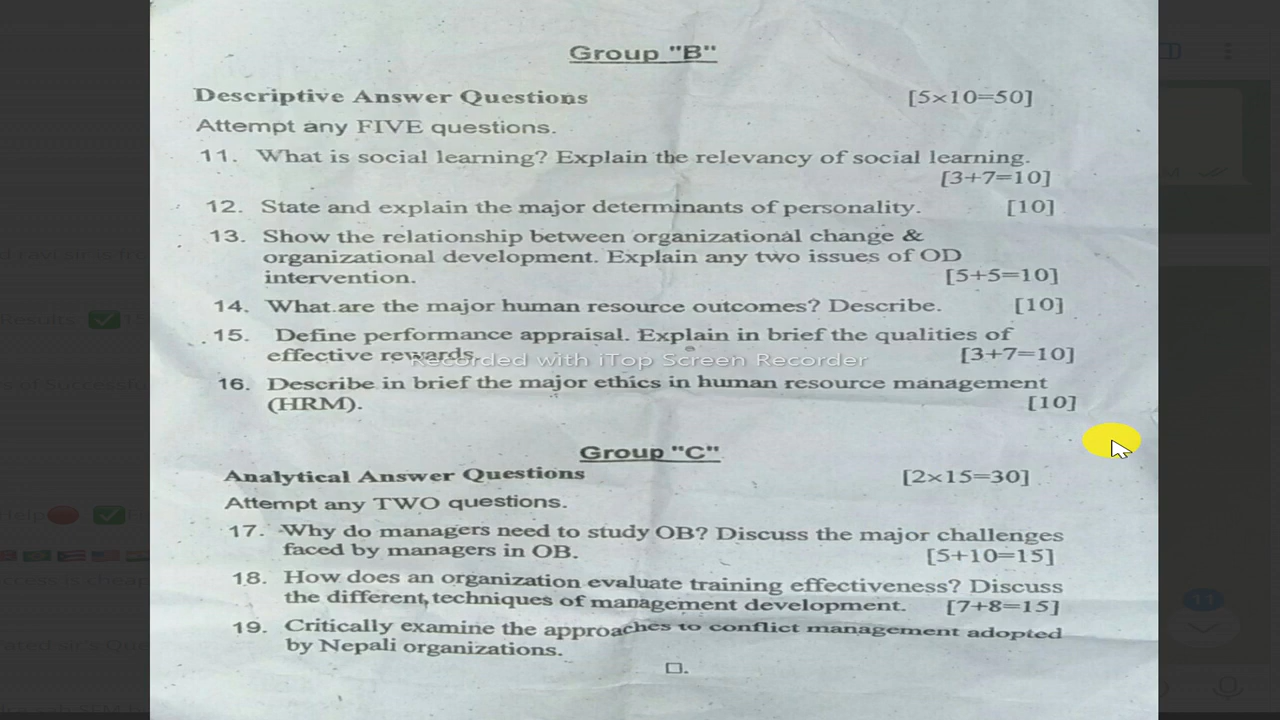 Group "B"
Descriptive Answer Questions [5×10=50]
Attempt any FIVE questions.
11. What is social learning? Explain the relevancy of social learning.
[3+7=10]
12. State and explain the major determinants of personality. [10]
13. Show the relationship between organizational change &
organizational development. Explain any two issues of OD
intervention. [5+5=10]
14. What are the major human resource outcomes? Describe. [10]
15. Define performance appraisal. Explain in brief the qualities of
effective rewards. [3+7=10]
Recorded with iTop Screen Recorder
16. Describe in brief the major ethics in human resource management
(HRM). [10]
Group "C"
Analytical Answer Questions [2×15=30]
Attempt any TWO questions.
17. Why do managers need to study OB? Discuss the major challenges
faced by managers in OB. [5+10=15]
18. How does an organization evaluate training effectiveness? Discuss
the different techniques of management development. [7+8=15]
19. Critically examine the approaches to conflict management adopted
by Nepali organizations.
11